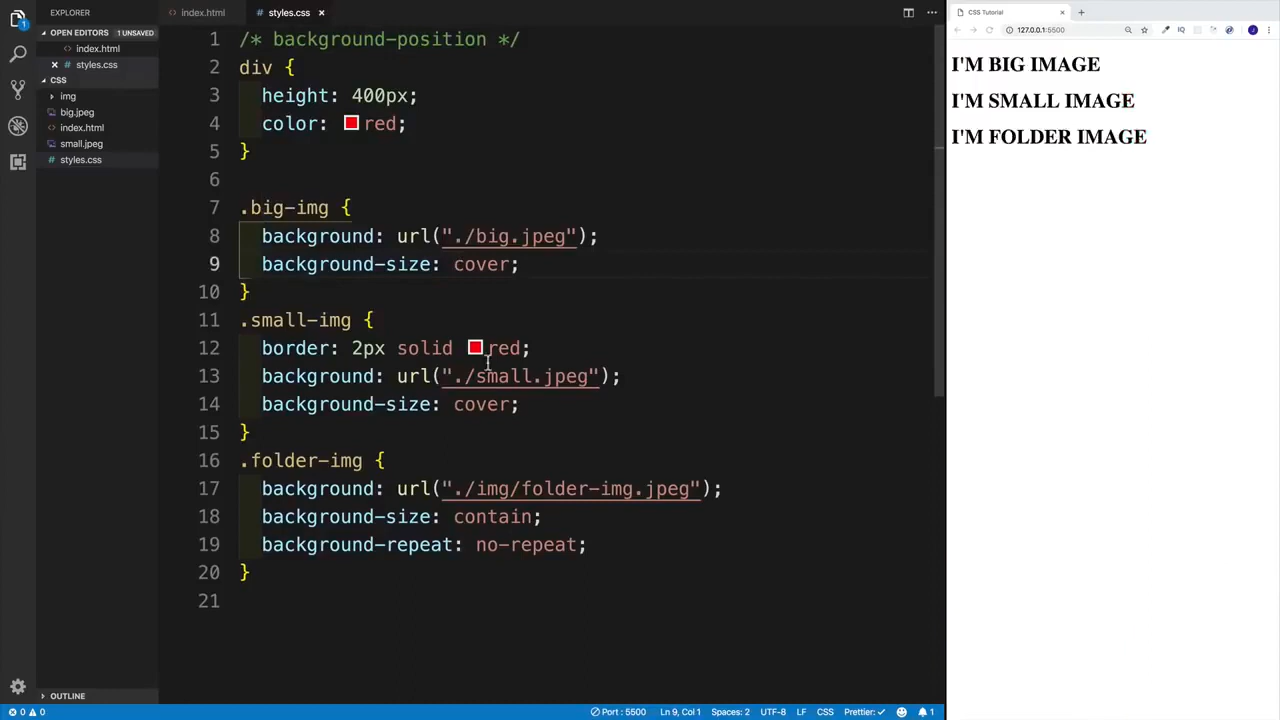 EXPLORER
OPEN EDITORS 1 UNSAVED
index.html
styles.css
CSS
img
big.jpeg
index.html
small.jpeg
styles.css
OUTLINE
index.html
styles.css
1 /* background-position */
2 div {
3 height: 400px;
4 color: red;
5 }
6
7 .big-img {
8 background: url("./big.jpeg");
9 background-size: cover;
10 }
11 .small-img {
12 border: 2px solid red;
13 background: url("./small.jpeg");
14 background-size: cover;
15 }
16 .folder-img {
17 background: url("./img/folder-img.jpeg");
18 background-size: contain;
19 background-repeat: no-repeat;
20 }
21
0 0 Port : 5500 Ln 9, Col 1 Spaces: 2 UTF-8 LF CSS Prettier: ✓ 1
CSS Tutorial
127.0.0.1:5500
I'M BIG IMAGE
I'M SMALL IMAGE
I'M FOLDER IMAGE